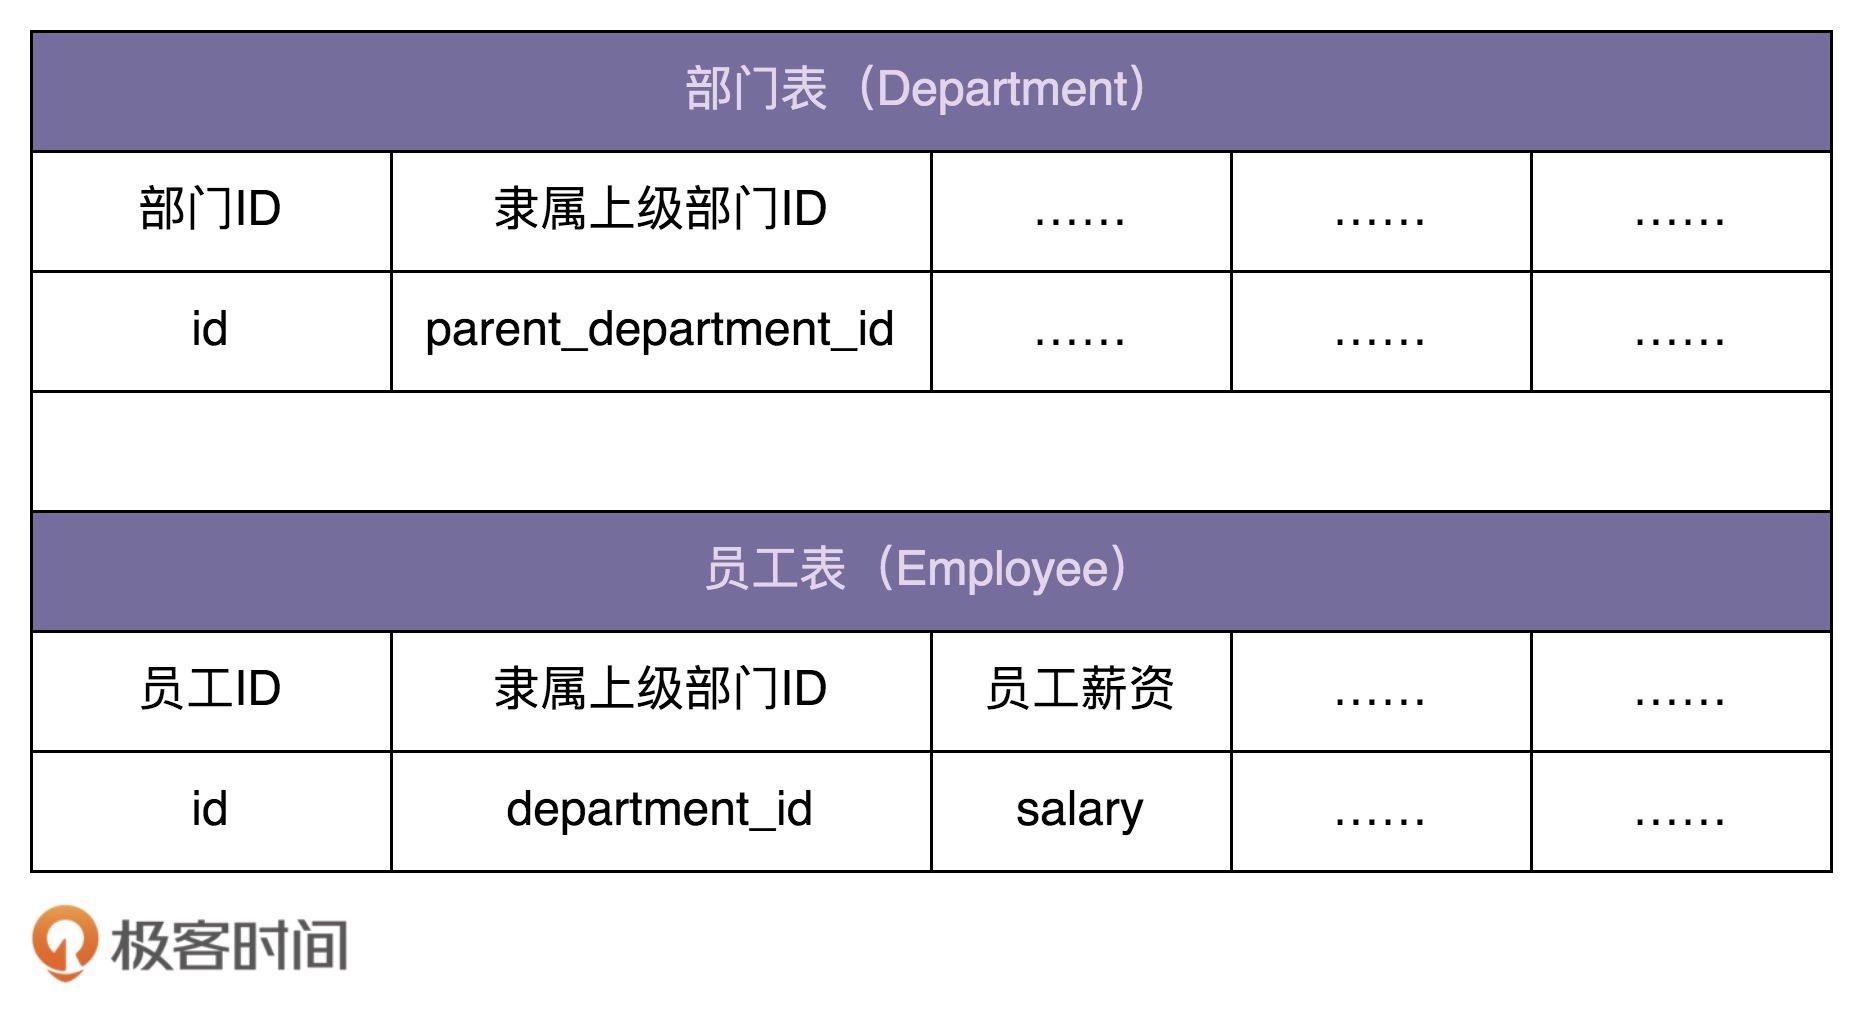 部门表（Department）
部门ID 隶属上级部门ID …… …… ……
id parent_department_id …… …… ……
员工表（Employee）
员工ID 隶属上级部门ID 员工薪资 …… ……
id department_id salary …… ……
极客时间